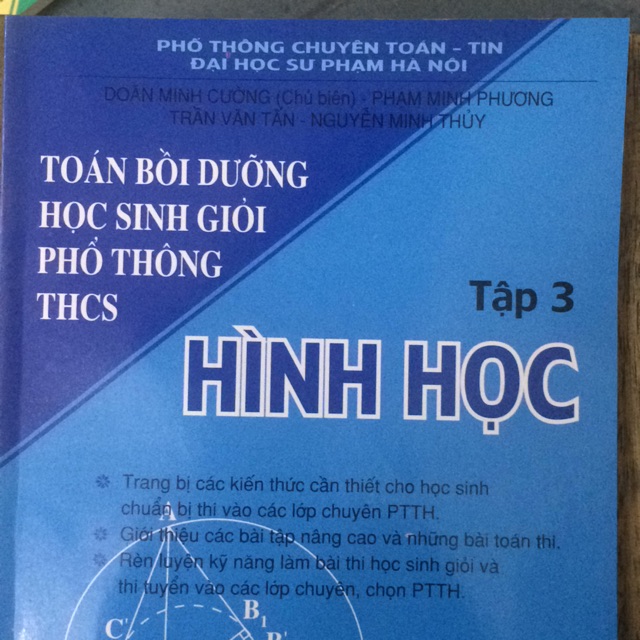 PHỔ THÔNG CHUYÊN TOÁN - TIN
ĐẠI HỌC SƯ PHẠM HÀ NỘI
DOÃN MINH CƯỜNG (Chủ biên) - PHẠM MINH PHƯƠNG
TRẦN VĂN TẤN - NGUYỄN MINH THỦY
TOÁN BỒI DƯỠNG
HỌC SINH GIỎI
PHỔ THÔNG
THCS
Tập 3
HÌNH HỌC
Trang bị các kiến thức cần thiết cho học sinh
chuẩn bị thi vào các lớp chuyên PTTH.
Giới thiệu các bài tập nâng cao và những bài toán thi.
Rèn luyện kỹ năng làm bài thi học sinh giỏi và
thi tuyển vào các lớp chuyên, chọn PTTH.
A
B1
C'
B'